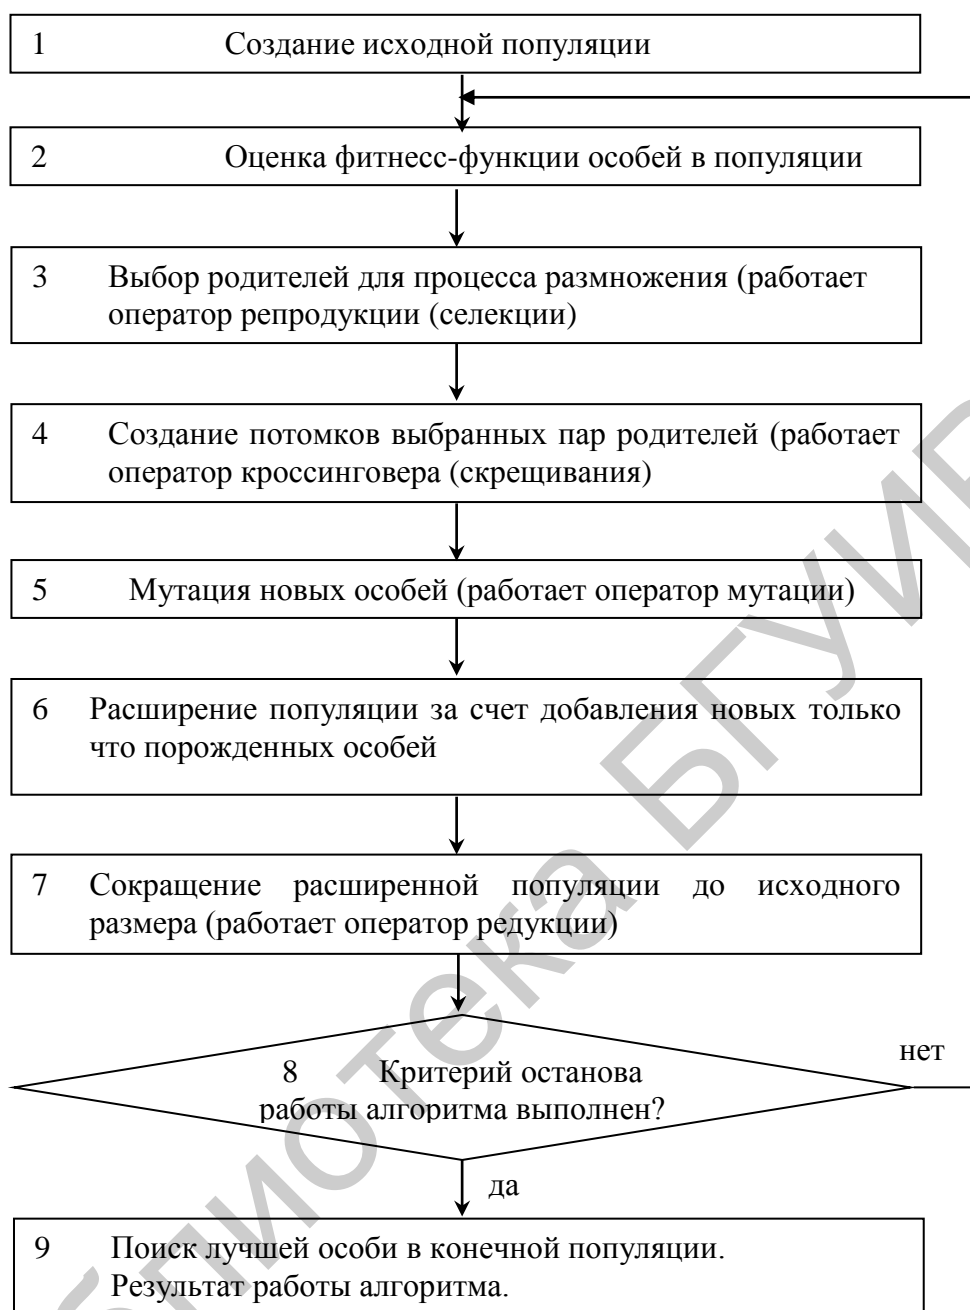 1 Создание исходной популяции
2 Оценка фитнесс-функции особей в популяции
3 Выбор родителей для процесса размножения (работает
оператор репродукции (селекции)
4 Создание потомков выбранных пар родителей (работает
оператор кроссинговера (скрещивания)
5 Мутация новых особей (работает оператор мутации)
6 Расширение популяции за счет добавления новых только
что порожденных особей
7 Сокращение расширенной популяции до исходного
размера (работает оператор редукции)
8 Критерий останова
работы алгоритма выполнен?
нет
да
9 Поиск лучшей особи в конечной популяции.
Результат работы алгоритма.
блиотека БГУИР